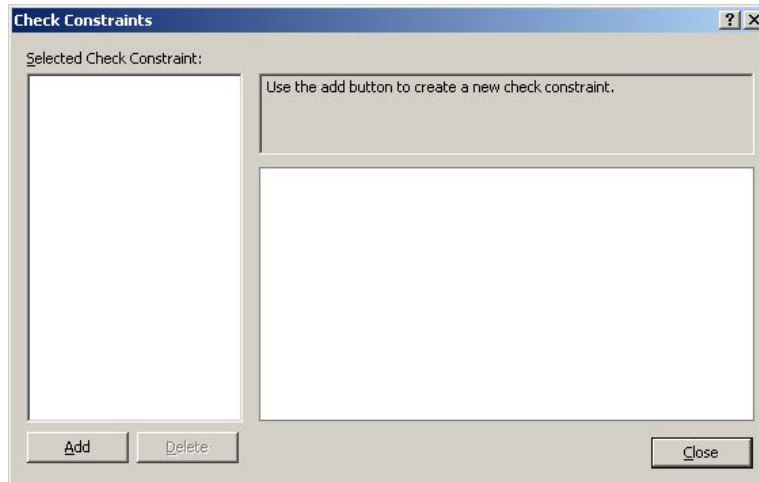 Check Constraints
Selected Check Constraint:
Use the add button to create a new check constraint.
Add
Delete
Close